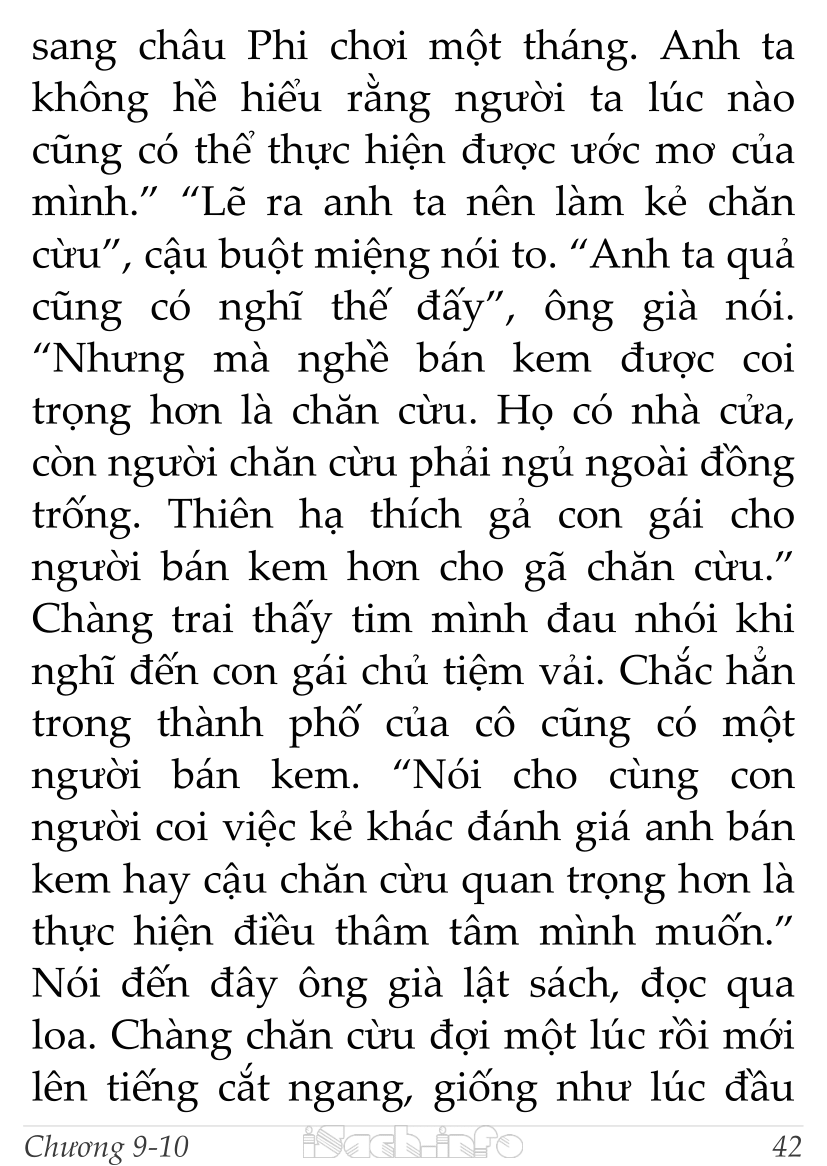 sang châu Phi chơi một tháng. Anh ta
không hề hiểu rằng người ta lúc nào
cũng có thể thực hiện được ước mơ của
mình.” “Lẽ ra anh ta nên làm kẻ chăn
cừu”, cậu buột miệng nói to. “Anh ta quả
cũng có nghĩ thế đấy”, ông già nói.
“Nhưng mà nghề bán kem được coi
trọng hơn là chăn cừu. Họ có nhà cửa,
còn người chăn cừu phải ngủ ngoài đồng
trống. Thiên hạ thích gả con gái cho
người bán kem hơn cho gã chăn cừu.”
Chàng trai thấy tim mình đau nhói khi
nghĩ đến con gái chủ tiệm vải. Chắc hẳn
trong thành phố của cô cũng có một
người bán kem. “Nói cho cùng con
người coi việc kẻ khác đánh giá anh bán
kem hay cậu chăn cừu quan trọng hơn là
thực hiện điều thâm tâm mình muốn.”
Nói đến đây ông già lật sách, đọc qua
loa. Chàng chăn cừu đợi một lúc rồi mới
lên tiếng cắt ngang, giống như lúc đầu
Chương 9-10 iSach.info 42